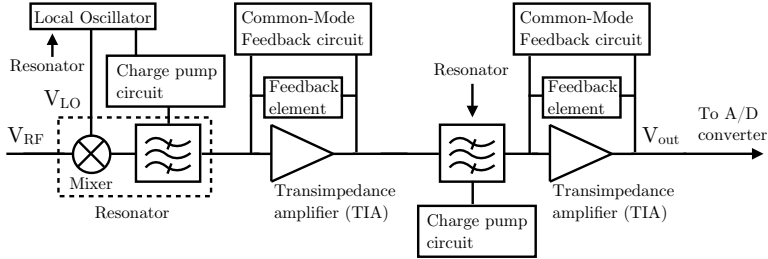 Local Oscillator
Resonator
Charge pump
circuit
V_LO
V_RF
Mixer
Resonator
Common-Mode
Feedback circuit
Feedback
element
Transimpedance
amplifier (TIA)
Resonator
Charge pump
circuit
Common-Mode
Feedback circuit
Feedback
element
Transimpedance
amplifier (TIA)
V_out
To A/D
converter